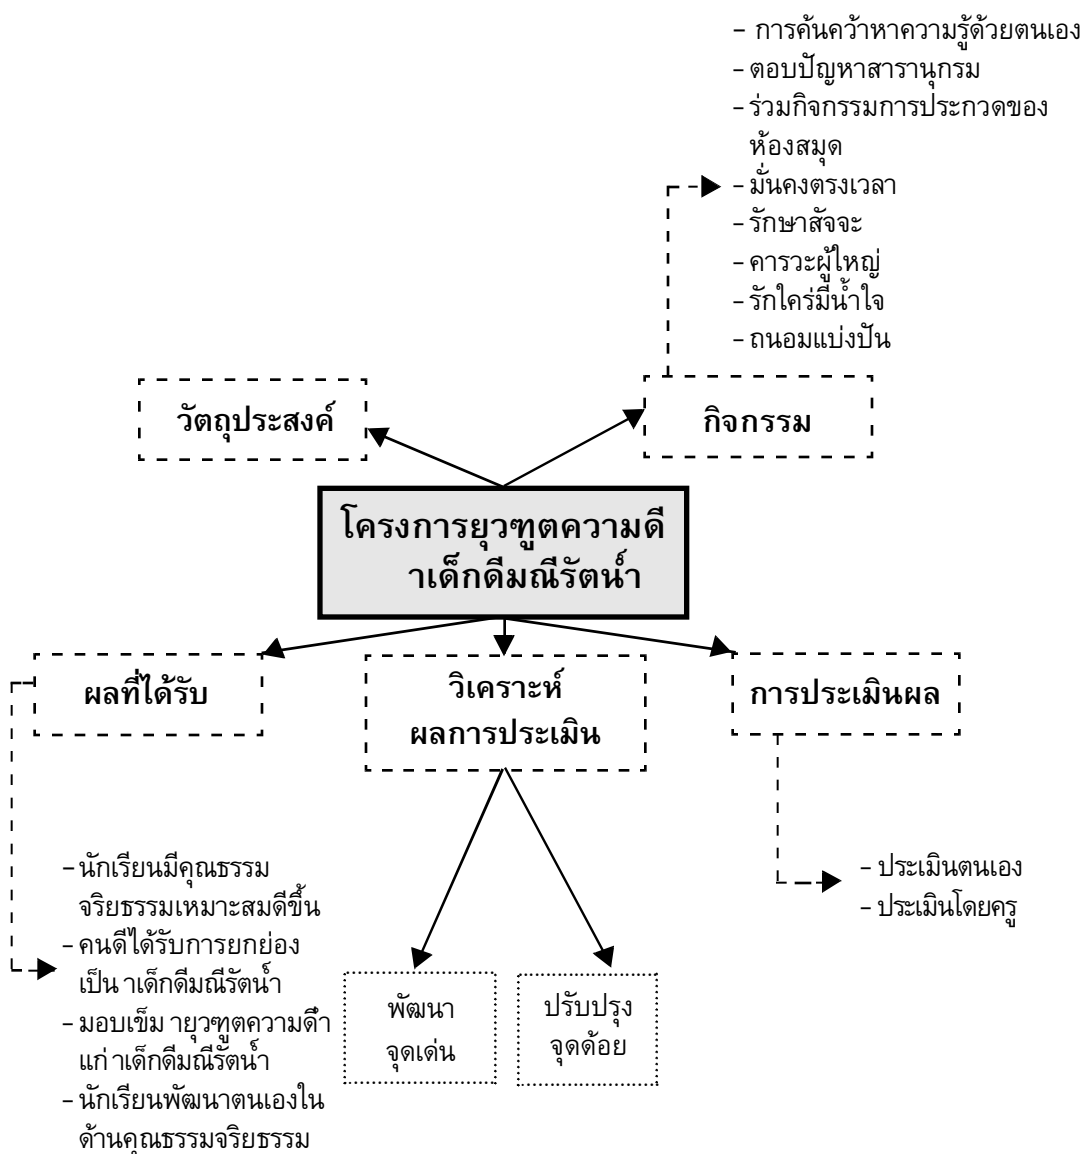 – การค้นคว้าหาความรู้ด้วยตนเอง
– ตอบปัญหาสารานุกรม
– ร่วมกิจกรรมการประกวดของ
ห้องสมุด
– มั่นคงตรงเวลา
– รักษาสัจจะ
– คารวะผู้ใหญ่
– รักใคร่มีน้ำใจ
– ถนอมแบ่งปัน
วัตถุประสงค์
กิจกรรม
โครงการยุวฑูตความดี
าเด็กดีมณีรัตน์ำ
ผลที่ได้รับ
วิเคราะห์
ผลการประเมิน
การประเมินผล
– นักเรียนมีคุณธรรม
จริยธรรมเหมาะสมดีขึ้น
– คนดีได้รับการยกย่อง
เป็น าเด็กดีมณีรัตน์ำ
– มอบเข็ม ายุวฑูตความดีำ
แก่ าเด็กดีมณีรัตน์ำ
– นักเรียนพัฒนาตนเองใน
ด้านคุณธรรมจริยธรรม
พัฒนา
จุดเด่น
ปรับปรุง
จุดด้อย
– ประเมินตนเอง
– ประเมินโดยครู